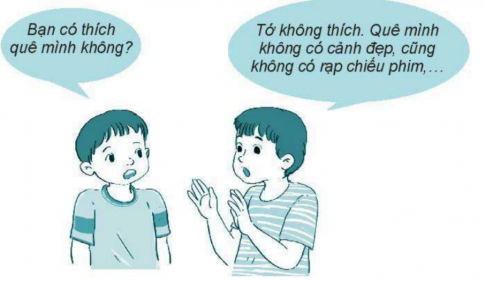 Bạn có thích
quê mình không?
Tớ không thích. Quê mình
không có cảnh đẹp, cũng
không có rạp chiếu phim,...